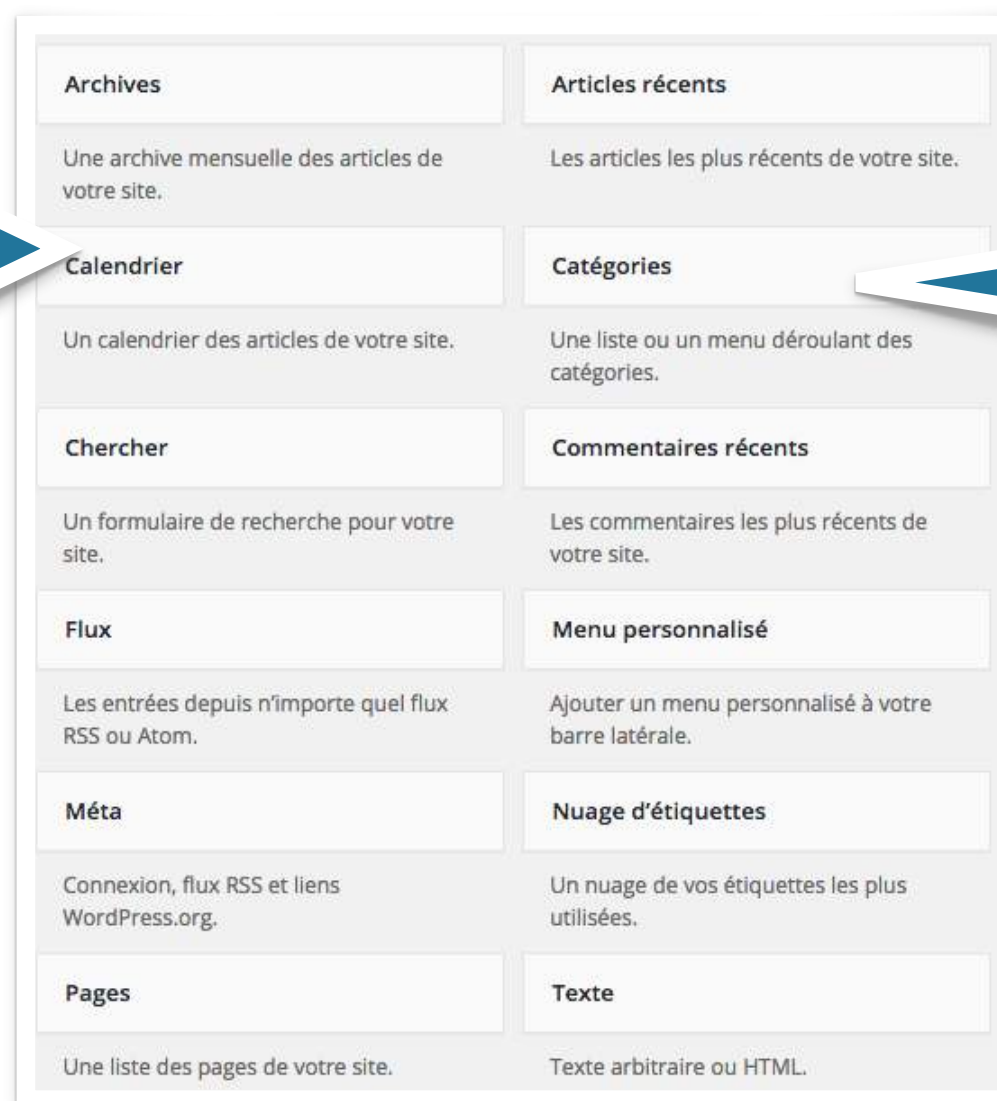 Archives
Une archive mensuelle des articles de
votre site.
Articles récents
Les articles les plus récents de votre site.
Calendrier
Un calendrier des articles de votre site.
Catégories
Une liste ou un menu déroulant des
catégories.
Chercher
Un formulaire de recherche pour votre
site.
Commentaires récents
Les commentaires les plus récents de
votre site.
Flux
Les entrées depuis n’importe quel flux
RSS ou Atom.
Menu personnalisé
Ajouter un menu personnalisé à votre
barre latérale.
Méta
Connexion, flux RSS et liens
WordPress.org.
Nuage d’étiquettes
Un nuage de vos étiquettes les plus
utilisées.
Pages
Une liste des pages de votre site.
Texte
Texte arbitraire ou HTML.